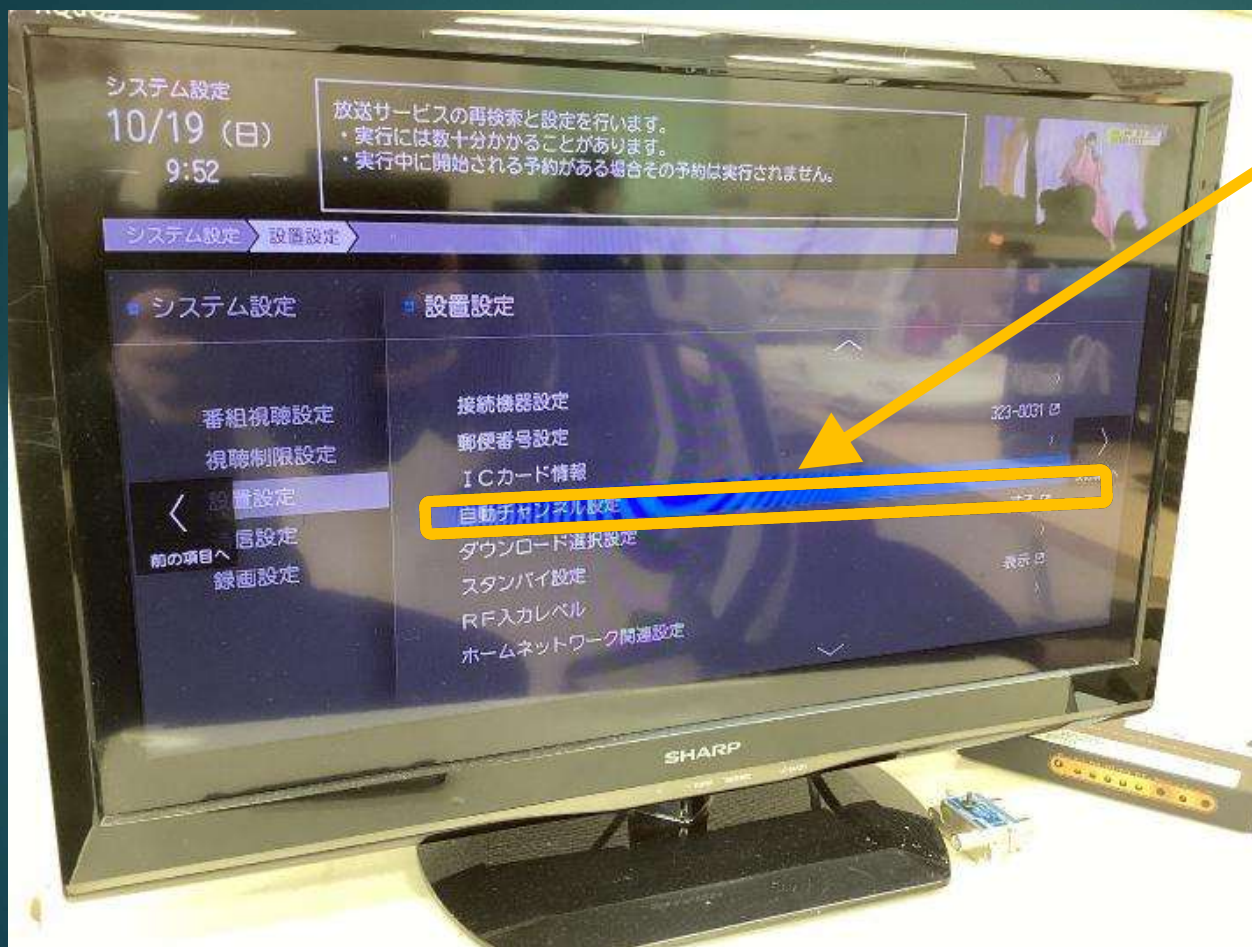 システム設定
10/19 (日)
9:52
放送サービスの再検索と設定を行います。
・実行には数十分かかることがあります。
・実行中に開始される予約がある場合その予約は実行されません。
システム設定 設置設定
システム設定
設置設定
番組視聴設定
視聴制限設定
設置設定
信設定
録画設定
前の項目へ
接続機器設定
郵便番号設定 323-0031
ICカード情報
自動チャンネル設定
ダウンロード選択設定 する
スタンバイ設定
RF入力レベル 表示
ホームネットワーク関連設定
SHARP